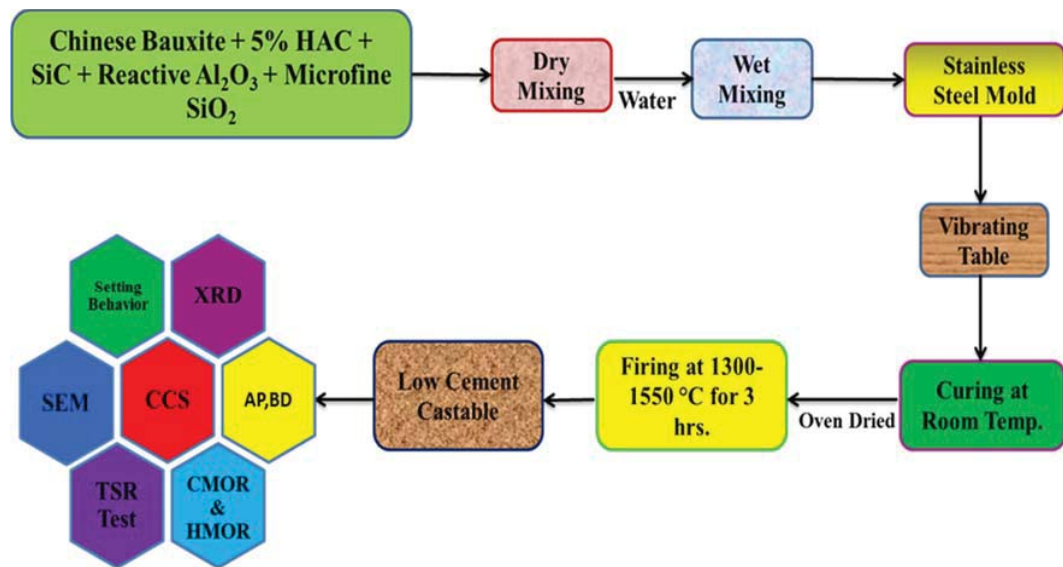 Chinese Bauxite + 5% HAC +
SiC + Reactive Al₂O₃ + Microfine
SiO₂
Dry
Mixing
Water
Wet
Mixing
Stainless
Steel Mold
Vibrating
Table
Curing at
Room Temp.
Oven Dried
Firing at 1300-
1550 °C for 3
hrs.
Low Cement
Castable
Setting
Behavior
XRD
SEM
CCS
AP,BD
TSR
Test
CMOR
&
HMOR